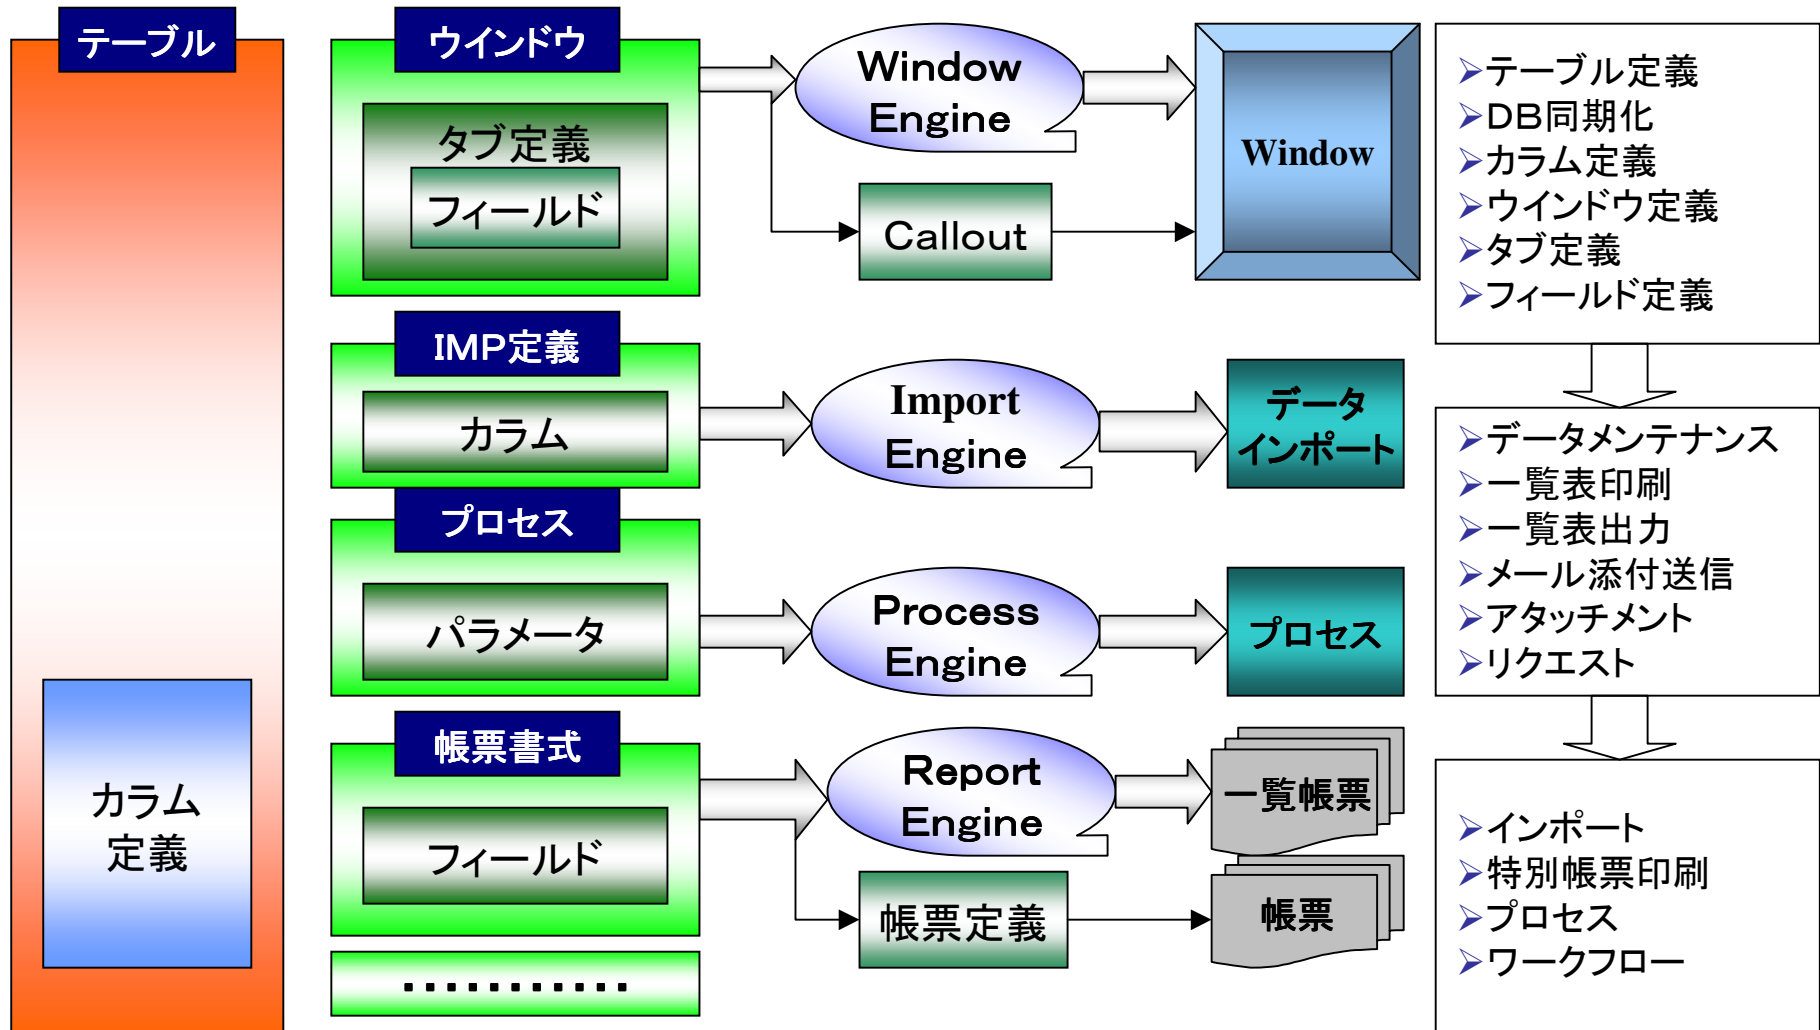 テーブル
カラム
定義
ウインドウ
タブ定義
フィールド
Window
Engine
Callout
Window
IMP定義
カラム
Import
Engine
データ
インポート
プロセス
パラメータ
Process
Engine
プロセス
帳票書式
フィールド
Report
Engine
一覧帳票
帳票定義
帳票
・・・・・・・・・・・
➢テーブル定義
➢DB同期化
➢カラム定義
➢ウインドウ定義
➢タブ定義
➢フィールド定義
➢データメンテナンス
➢一覧表印刷
➢一覧表出力
➢メール添付送信
➢アタッチメント
➢リクエスト
➢インポート
➢特別帳票印刷
➢プロセス
➢ワークフロー